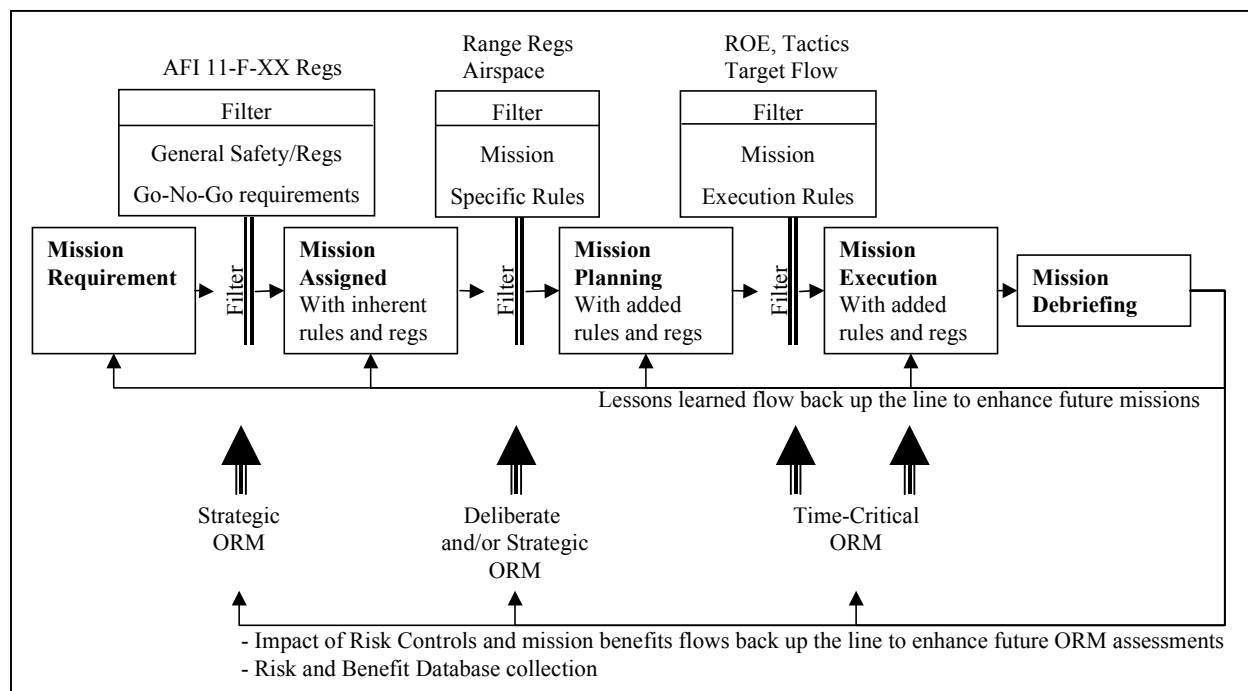 AFI 11-F-XX Regs
Filter
General Safety/Regs
Go-No-Go requirements
Range Regs
Airspace
Filter
Mission
Specific Rules
ROE, Tactics
Target Flow
Filter
Mission
Execution Rules
Mission
Requirement
Filter
Mission
Assigned
With inherent
rules and regs
Filter
Mission
Planning
With added
rules and regs
Filter
Mission
Execution
With added
rules and regs
Mission
Debriefing
Lessons learned flow back up the line to enhance future missions
Strategic
ORM
Deliberate
and/or Strategic
ORM
Time-Critical
ORM
- Impact of Risk Controls and mission benefits flows back up the line to enhance future ORM assessments
- Risk and Benefit Database collection